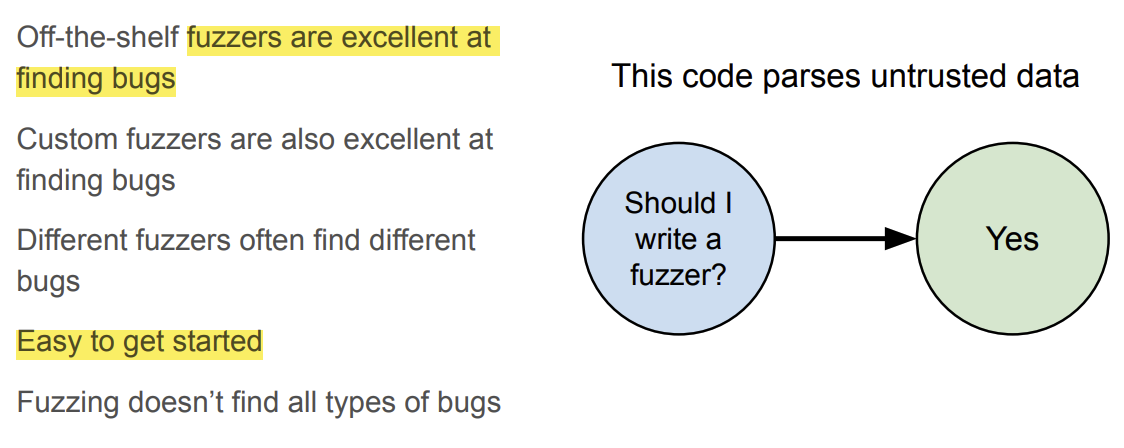 Off-the-shelf fuzzers are excellent at
finding bugs
Custom fuzzers are also excellent at
finding bugs
Different fuzzers often find different
bugs
Easy to get started
Fuzzing doesn’t find all types of bugs
This code parses untrusted data
Should I
write a
fuzzer?
Yes